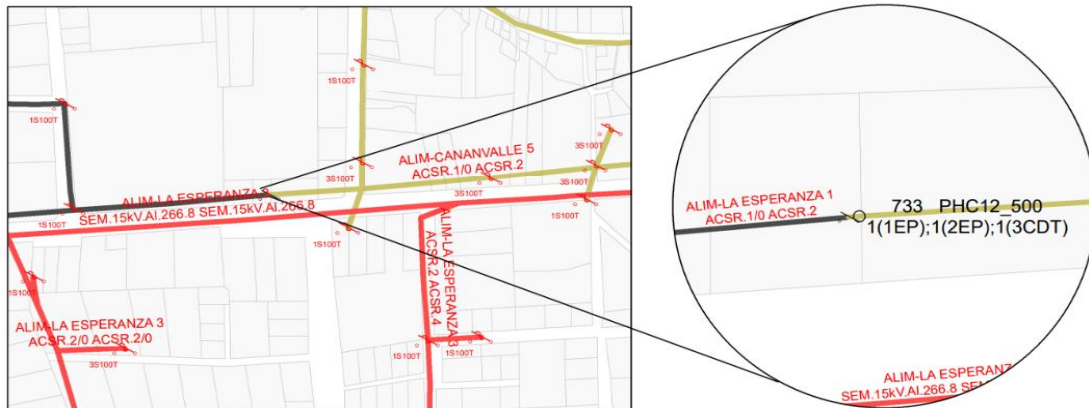 1S100T
1S100T
ALIM-CANANVALLE 5
ACSR.1/0 ACSR.2
3S100T
3S100T
3S100T
3S100T
ALIM-LA ESPERANZA
SEM.15kV.Al.266.8 SEM.15kV.Al.266.8
1S100T
1S100T
1S100T
ALIM-LA ESPERANZA 3
ACSR.2 ACSR.4
1S100T
ALIM-LA ESPERANZA 3
ACSR.2/0 ACSR.2/0
3S100T
1S100T
1S100T
ALIM-LA ESPERANZA 1
ACSR.1/0 ACSR.2
733 PHC12_500
1(1EP);1(2EP);1(3CDT)
ALIM-LA ESPERANZ
SEM.15kV.Al.266.8